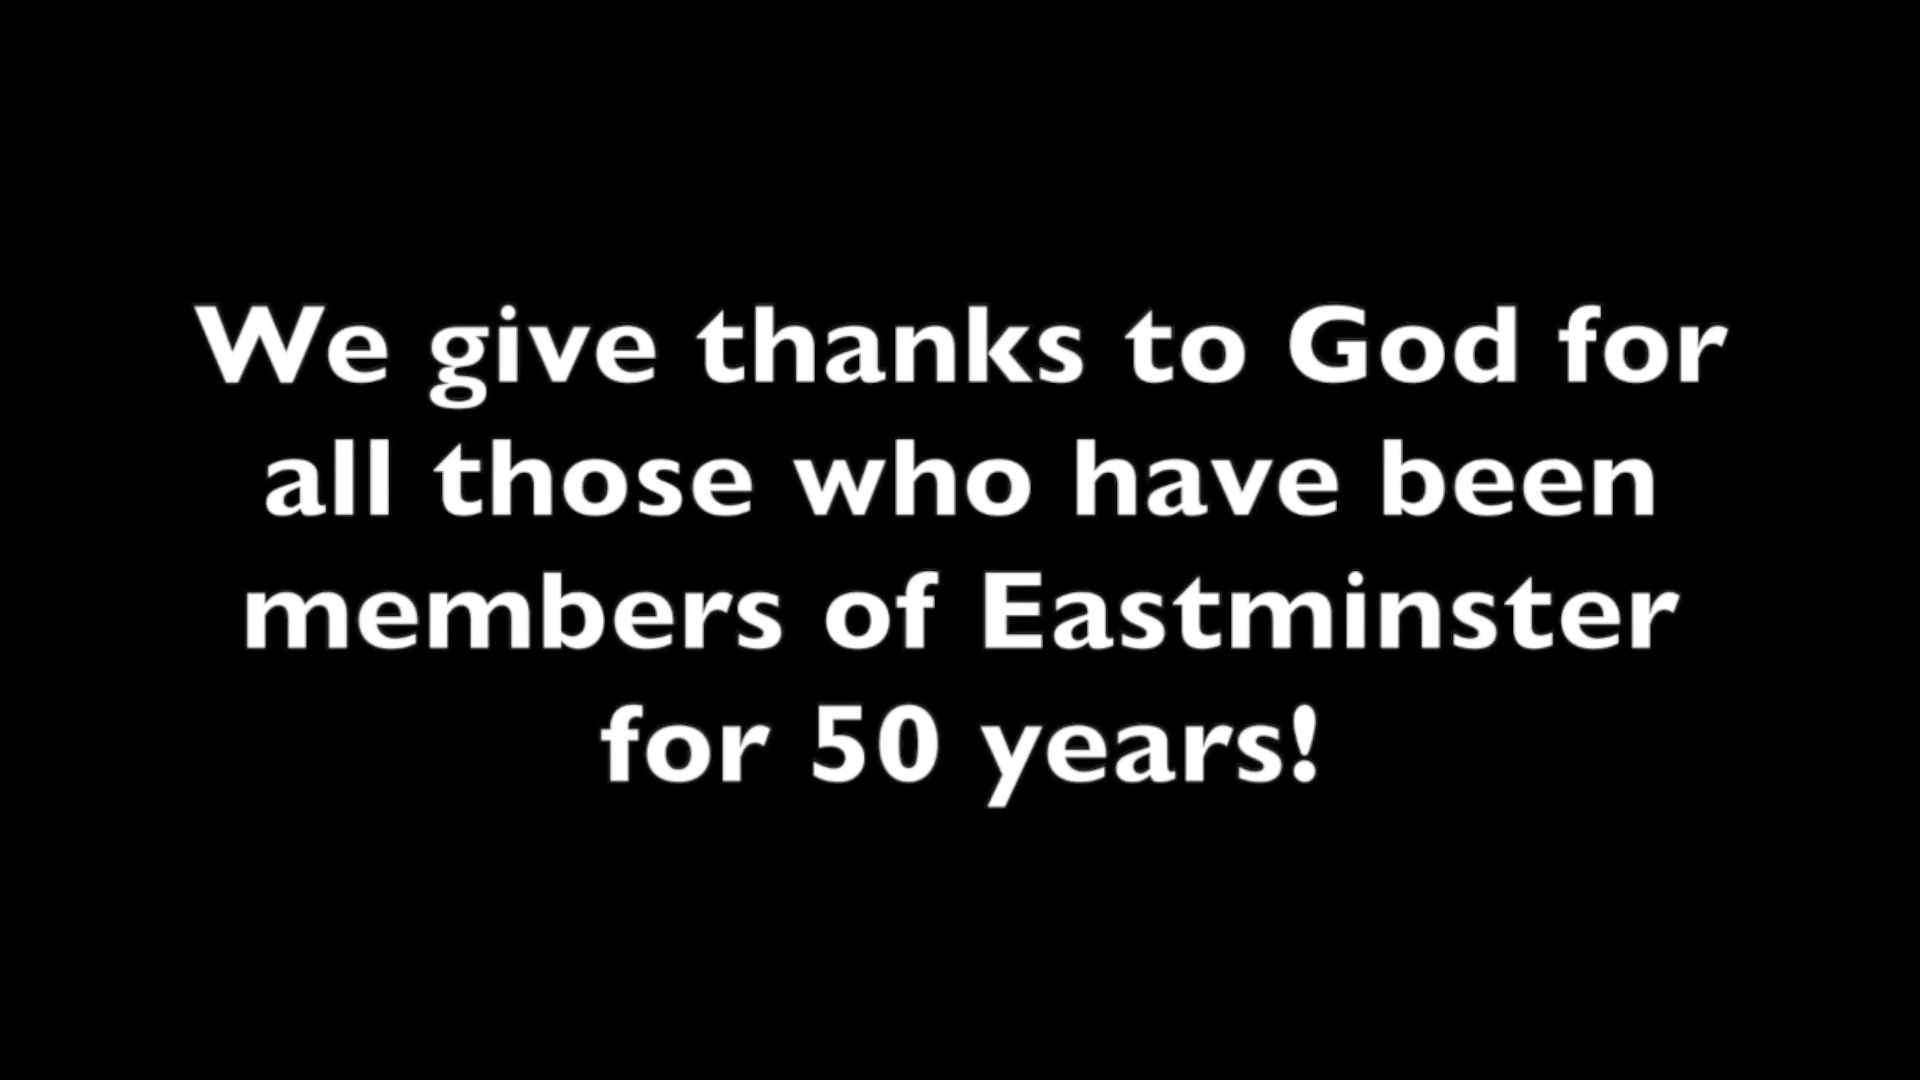 We give thanks to God for
all those who have been
members of Eastminster
for 50 years!